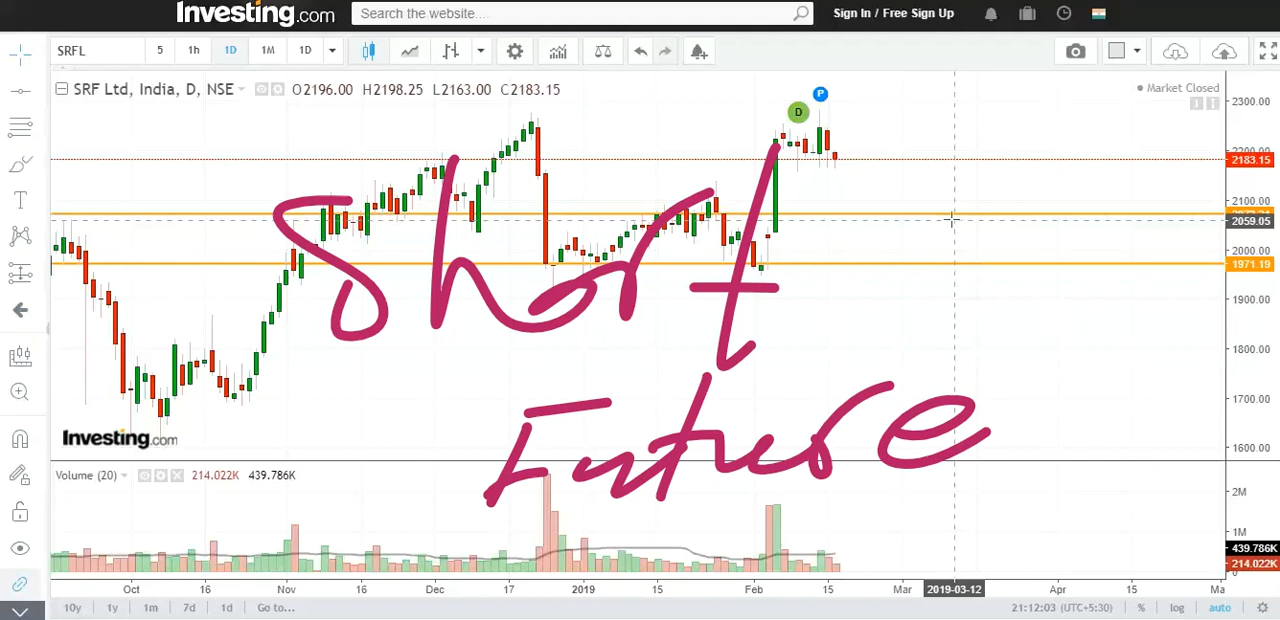 Investing.com
Search the website....
Sign In / Free Sign Up
SRFL
5
1h
1D
1M
1D
SRF Ltd, India, D, NSE
O2196.00 H2198.25 L2163.00 C2183.15
Market Closed
D
P
2300.00
2200.00
2183.15
2100.00
2059.05
2000.00
1971.19
1900.00
1800.00
1700.00
1600.00
Short
Future
Investing.com
Volume (20)
214.022K 439.786K
2M
1M
439.786K
214.022K
0
Oct 16 Nov 16 Dec 17 2019 15 Feb 15 Mar 2019-03-12 Apr 15 Ma
10y 1y 1m 7d 1d Go to...
21:12:03 (UTC+5:30) % log auto